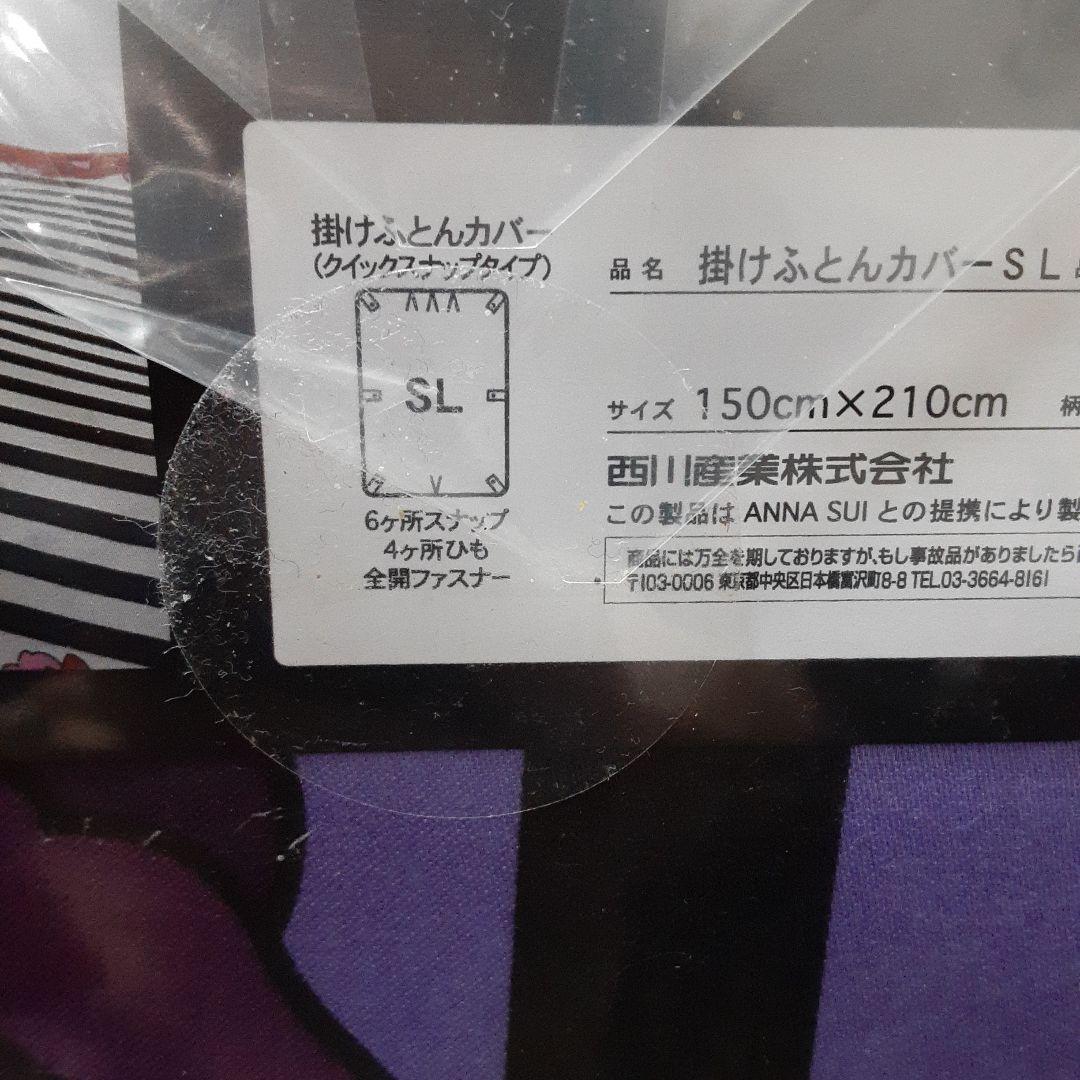 掛けふとんカバー
(クイックスナップタイプ)
SL
6ヶ所スナップ
4ヶ所ひも
全開ファスナー
品名 掛けふとんカバーSL
サイズ 150cm×210cm 柄
西川産業株式会社
この製品は ANNA SUI との提携により製
商品には万全を期しておりますが、もし事故品がありましたら
〒103-0006 東京都中央区日本橋富沢町8-8 TEL.03-3664-8161